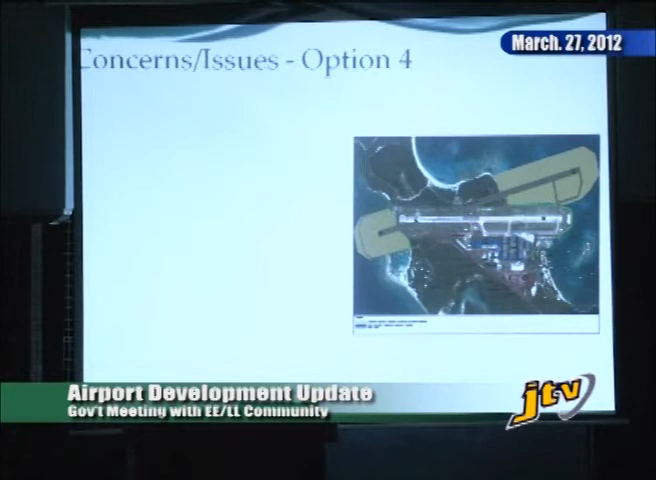 March. 27, 2012
Concerns/Issues - Option 4
Airport Development Update
Gov't Meeting with EE/LL Community
jtv